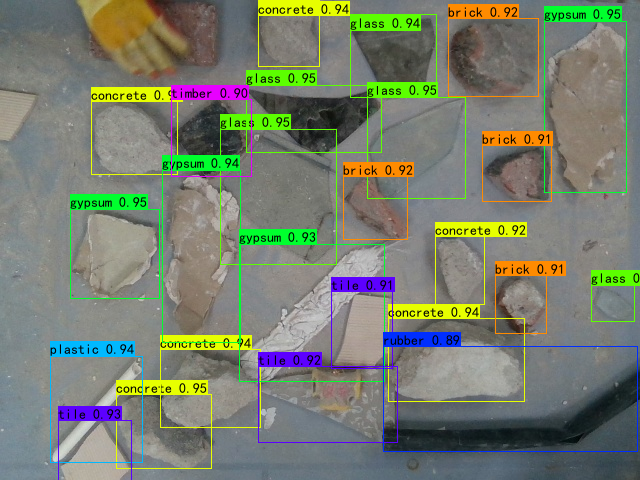 concrete 0.94
brick 0.92
gypsum 0.95
glass 0.94
glass 0.95
glass 0.95
concrete 0.9
timber 0.90
glass 0.95
brick 0.91
gypsum 0.94
brick 0.92
gypsum 0.95
concrete 0.92
gypsum 0.93
brick 0.91
glass 0
tile 0.91
concrete 0.94
rubber 0.89
concrete 0.94
plastic 0.94
tile 0.92
concrete 0.95
tile 0.93